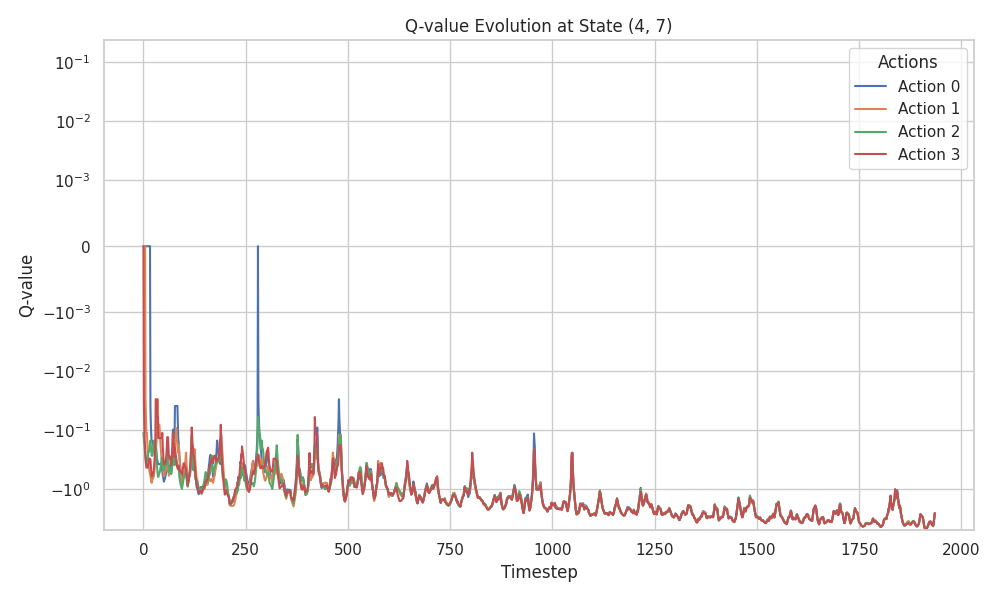 Q-value Evolution at State (4, 7)
Q-value
10⁻¹
10⁻²
10⁻³
0
−10⁻³
−10⁻²
−10⁻¹
−10⁰
Actions
Action 0
Action 1
Action 2
Action 3
0 250 500 750 1000 1250 1500 1750 2000
Timestep